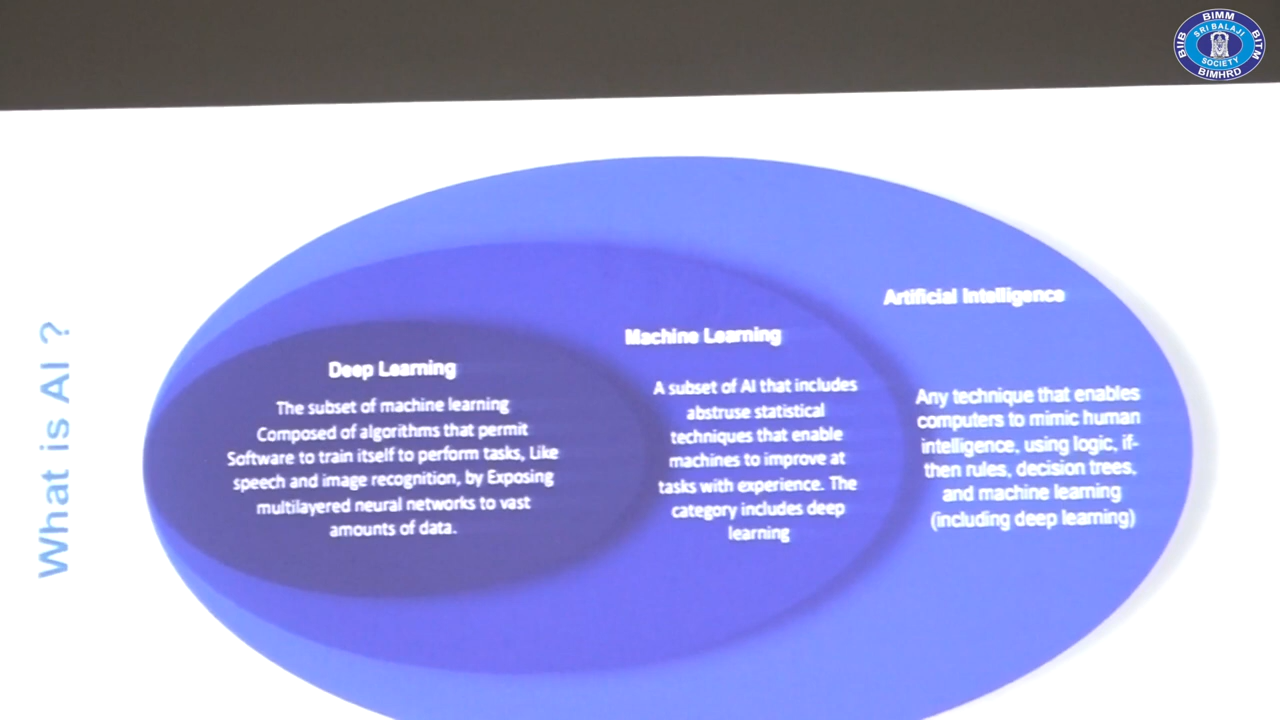 BIMM
BIIB
SRI BALAJI
BITM
SOCIETY
BIMHRD
What is AI ?
Artificial Intelligence
Any technique that enables
computers to mimic human
intelligence, using logic, if-
then rules, decision trees,
and machine learning
(including deep learning)
Machine Learning
A subset of AI that includes
abstruse statistical
techniques that enable
machines to improve at
tasks with experience. The
category includes deep
learning
Deep Learning
The subset of machine learning
Composed of algorithms that permit
Software to train itself to perform tasks, Like
speech and image recognition, by Exposing
multilayered neural networks to vast
amounts of data.